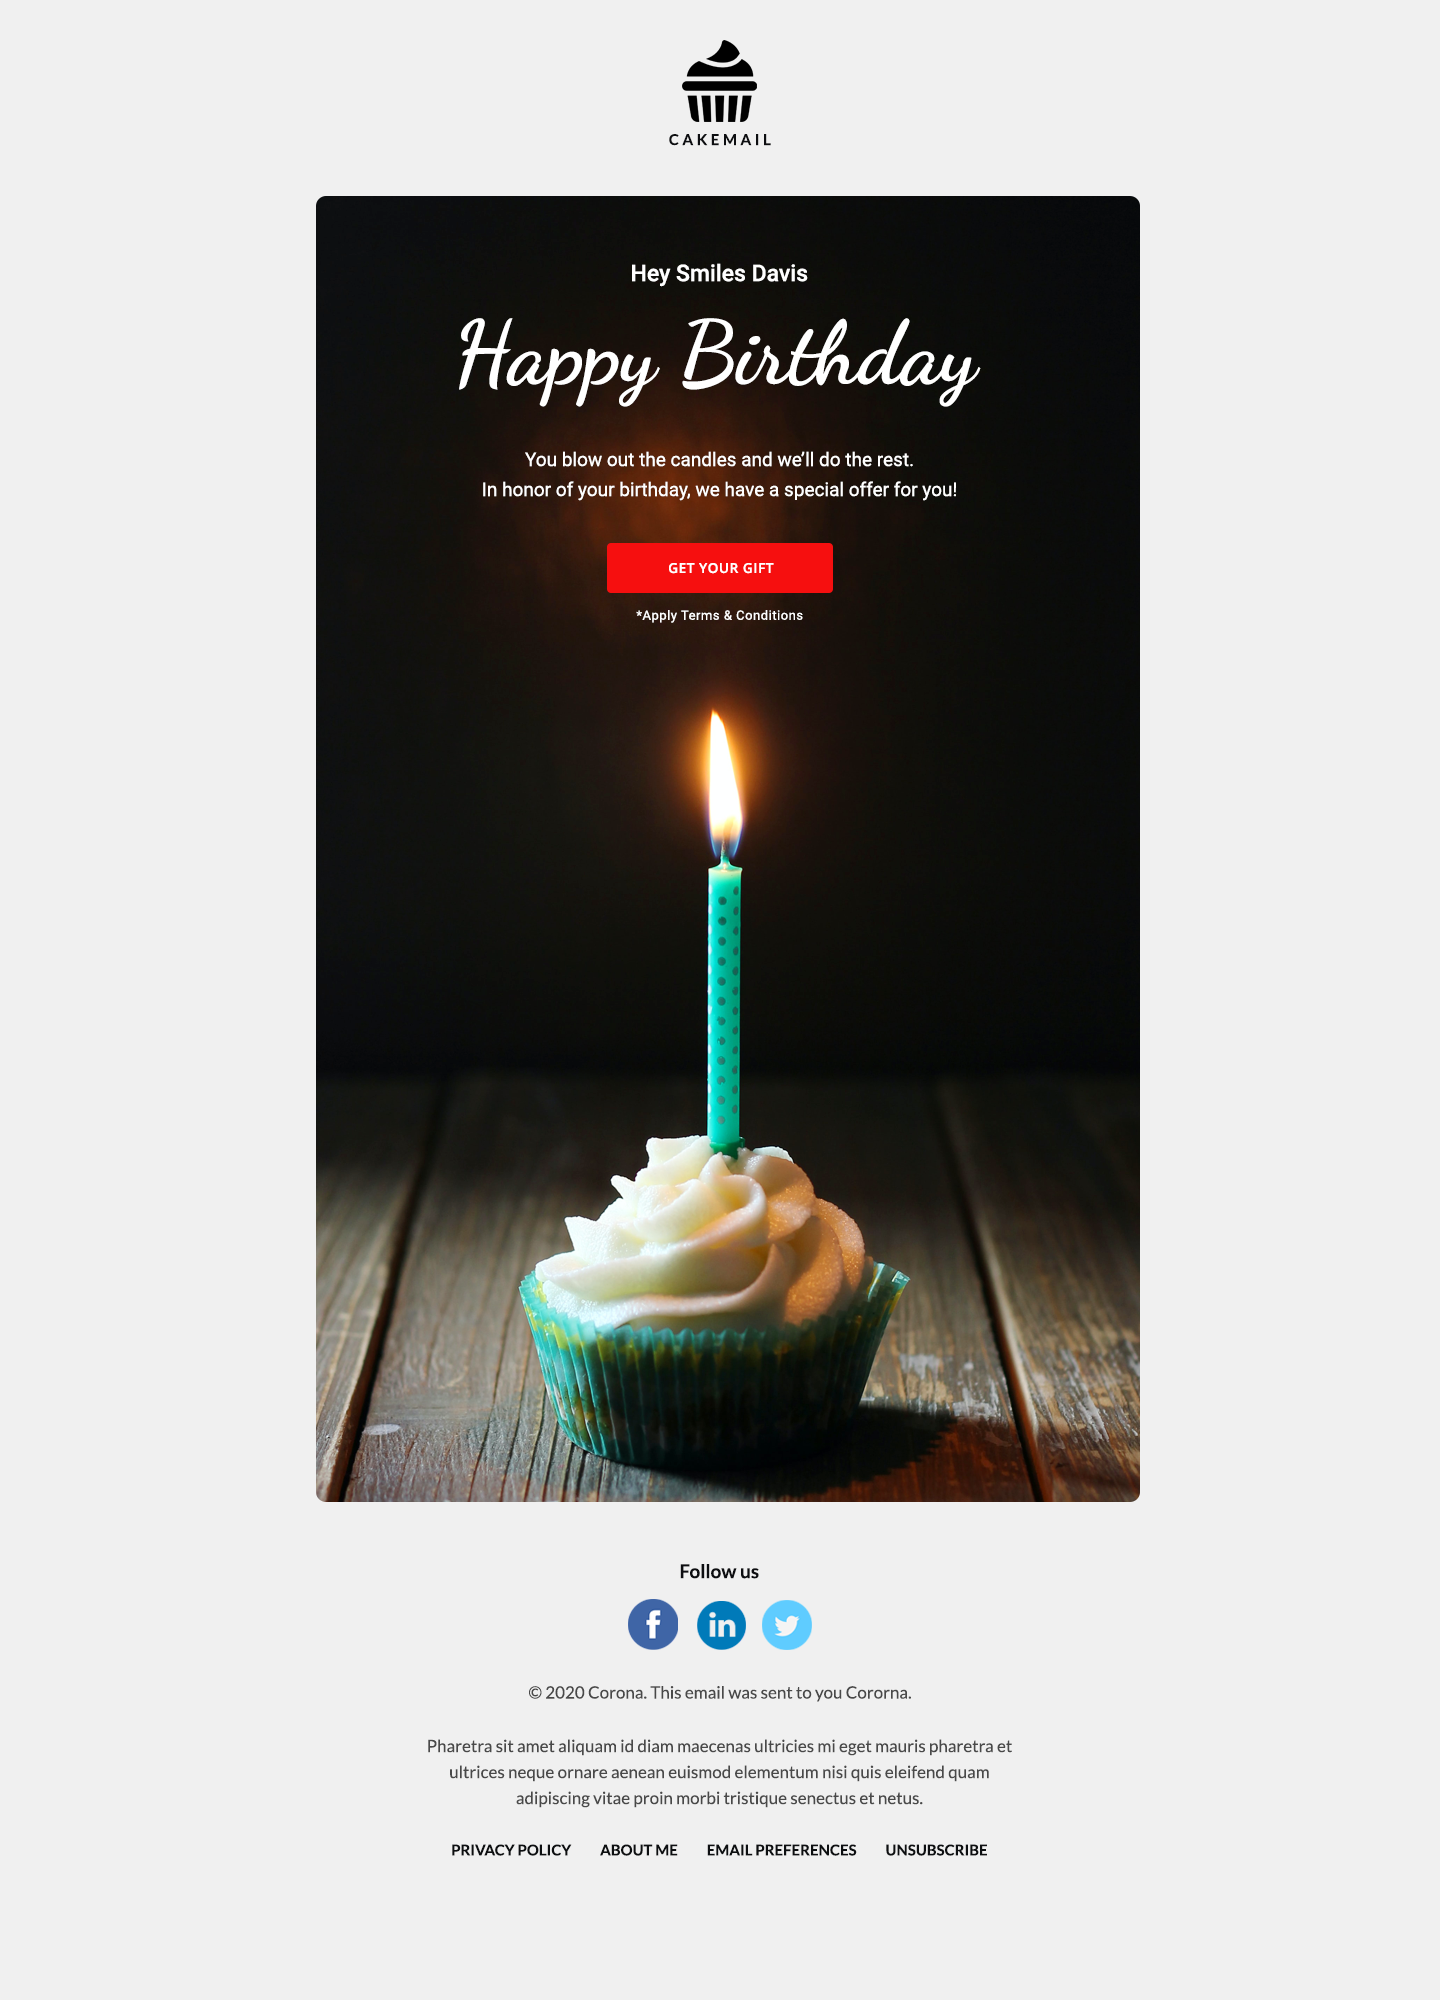 CAKEMAIL
Hey Smiles Davis
Happy Birthday
You blow out the candles and we’ll do the rest.
In honor of your birthday, we have a special offer for you!
GET YOUR GIFT
*Apply Terms & Conditions
Follow us
f
in
© 2020 Corona. This email was sent to you Cororna.
Pharetra sit amet aliquam id diam maecenas ultricies mi eget mauris pharetra et
ultrices neque ornare aenean euismod elementum nisi quis eleifend quam
adipiscing vitae proin morbi tristique senectus et netus.
PRIVACY POLICY ABOUT ME EMAIL PREFERENCES UNSUBSCRIBE